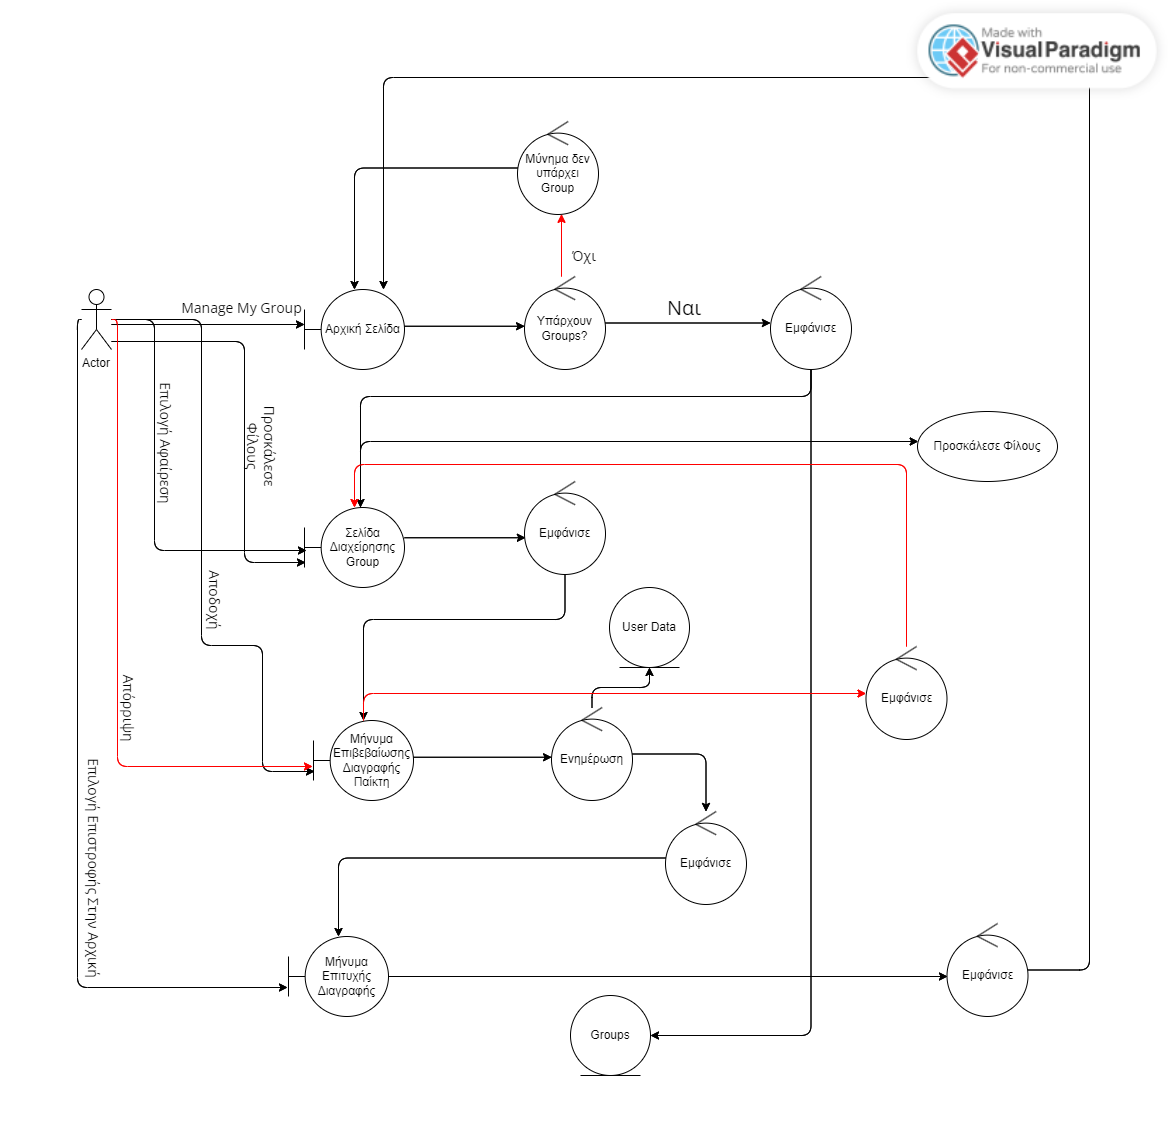 Made with
VisualParadigm
For non-commercial use
Μύνημα δεν
υπάρχει
Group
Όχι
Manage My Group
Αρχική Σελίδα
Υπάρχουν
Groups?
Ναι
Εμφάνισε
Actor
Επιλογή Αφαίρεση
Προσκάλεσε
Φίλους
Προσκάλεσε Φίλους
Σελίδα
Διαχείρησης
Group
Εμφάνισε
Αποδοχή
User Data
Απόρριψη
Εμφάνισε
Μήνυμα
Επιβεβαίωσης
Διαγραφής
Παίκτη
Ενημέρωση
Επιλογή Επιστροφής Στην Αρχική
Εμφάνισε
Μήνυμα
Επιτυχής
Διαγραφής
Εμφάνισε
Groups